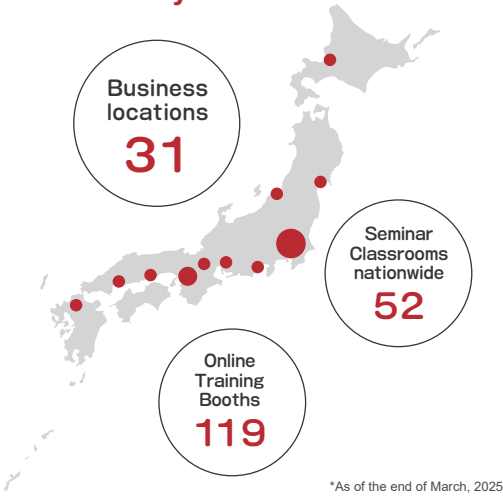 Business
locations
31
Seminar
Classrooms
nationwide
52
Online
Training
Booths
119
*As of the end of March, 2025